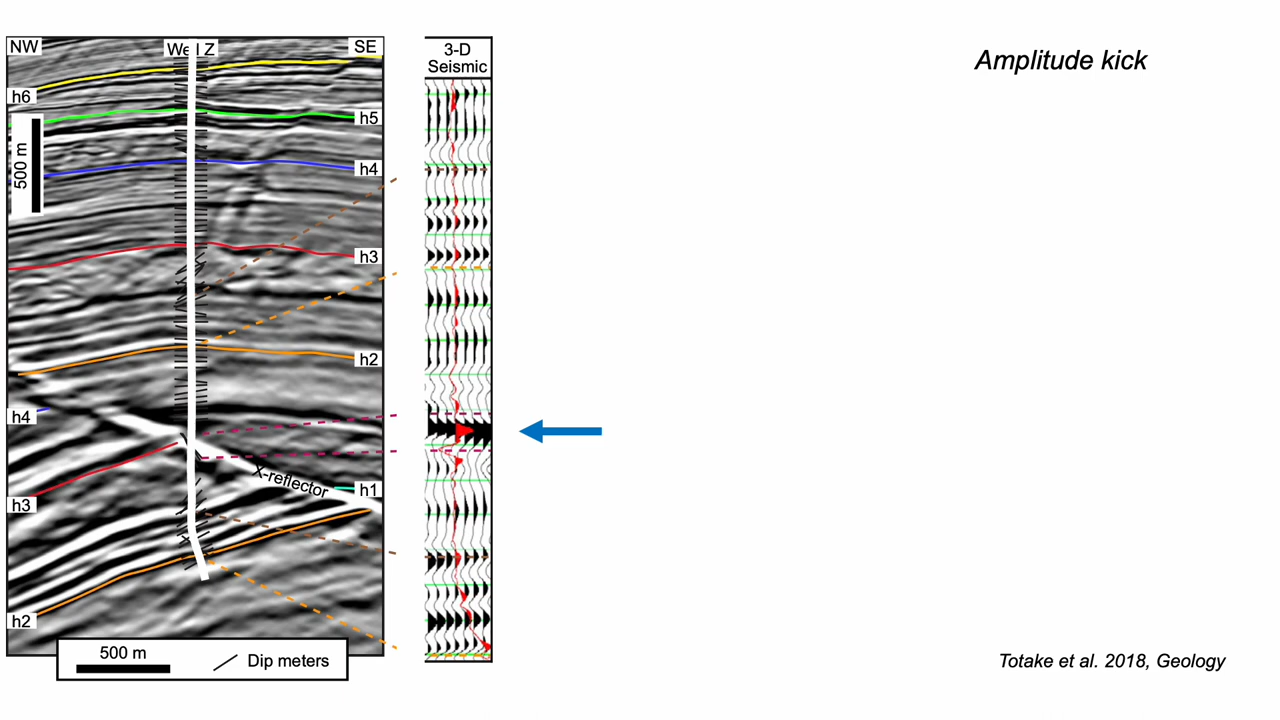 NW
We l Z
SE
3-D
Seismic
Amplitude kick
h6
h5
500 m
h4
h3
h2
h4
X-reflector
h1
h3
h2
500 m
Dip meters
Totake et al. 2018, Geology